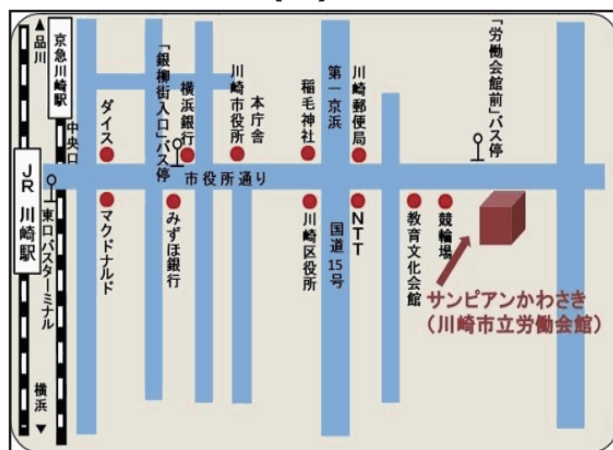 ▲品川
京急川崎駅
中央口
JR 川崎駅
東口バスターミナル
横浜▼
ダイス
「銀柳街入口」バス停
横浜銀行
川崎市役所
本庁舎
稲毛神社
第一京浜
川崎郵便局
「労働会館前」バス停
市役所通り
マクドナルド
みずほ銀行
川崎区役所
国道15号
NTT
教育文化会館
競輪場
サンピアンかわさき
（川崎市立労働会館）